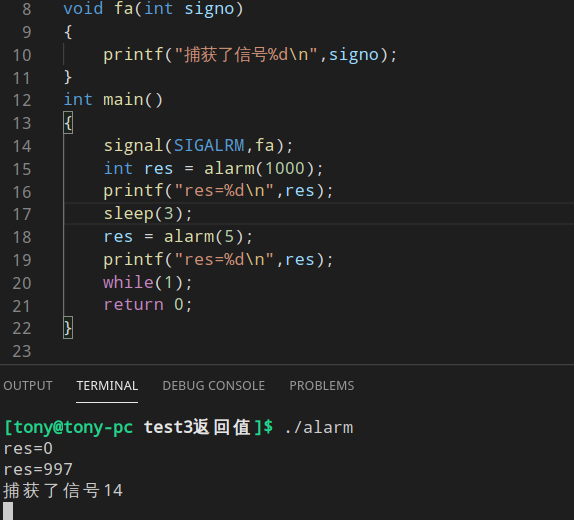 8 void fa(int signo)
9 {
10 printf("捕获了信号%d\n",signo);
11 }
12 int main()
13 {
14 signal(SIGALRM,fa);
15 int res = alarm(1000);
16 printf("res=%d\n",res);
17 sleep(3);
18 res = alarm(5);
19 printf("res=%d\n",res);
20 while(1);
21 return 0;
22 }
23
OUTPUT TERMINAL DEBUG CONSOLE PROBLEMS
[tony@tony-pc test3返回值]$ ./alarm
res=0
res=997
捕获了信号14